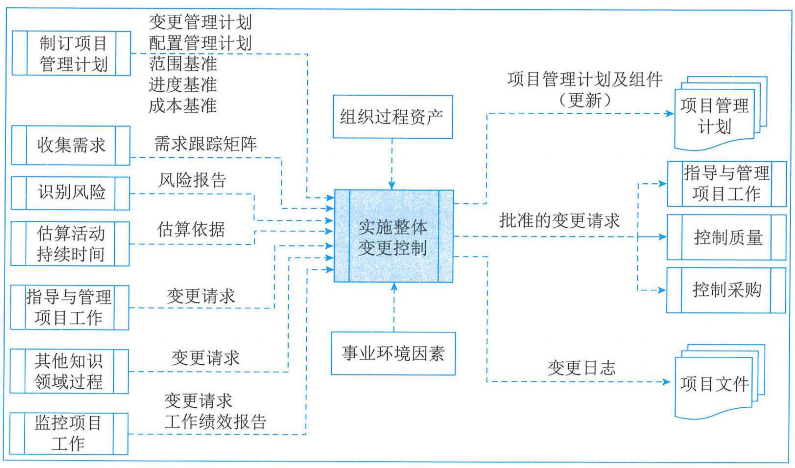 制订项目
管理计划
变更管理计划
配置管理计划
范围基准
进度基准
成本基准
收集需求
需求跟踪矩阵
识别风险
风险报告
估算活动
持续时间
估算依据
指导与管理
项目工作
变更请求
其他知识
领域过程
变更请求
监控项目
工作
变更请求
工作绩效报告
组织过程资产
实施整体
变更控制
事业环境因素
项目管理计划及组件
（更新）
项目管理
计划
批准的变更请求
指导与管理
项目工作
控制质量
控制采购
变更日志
项目文件